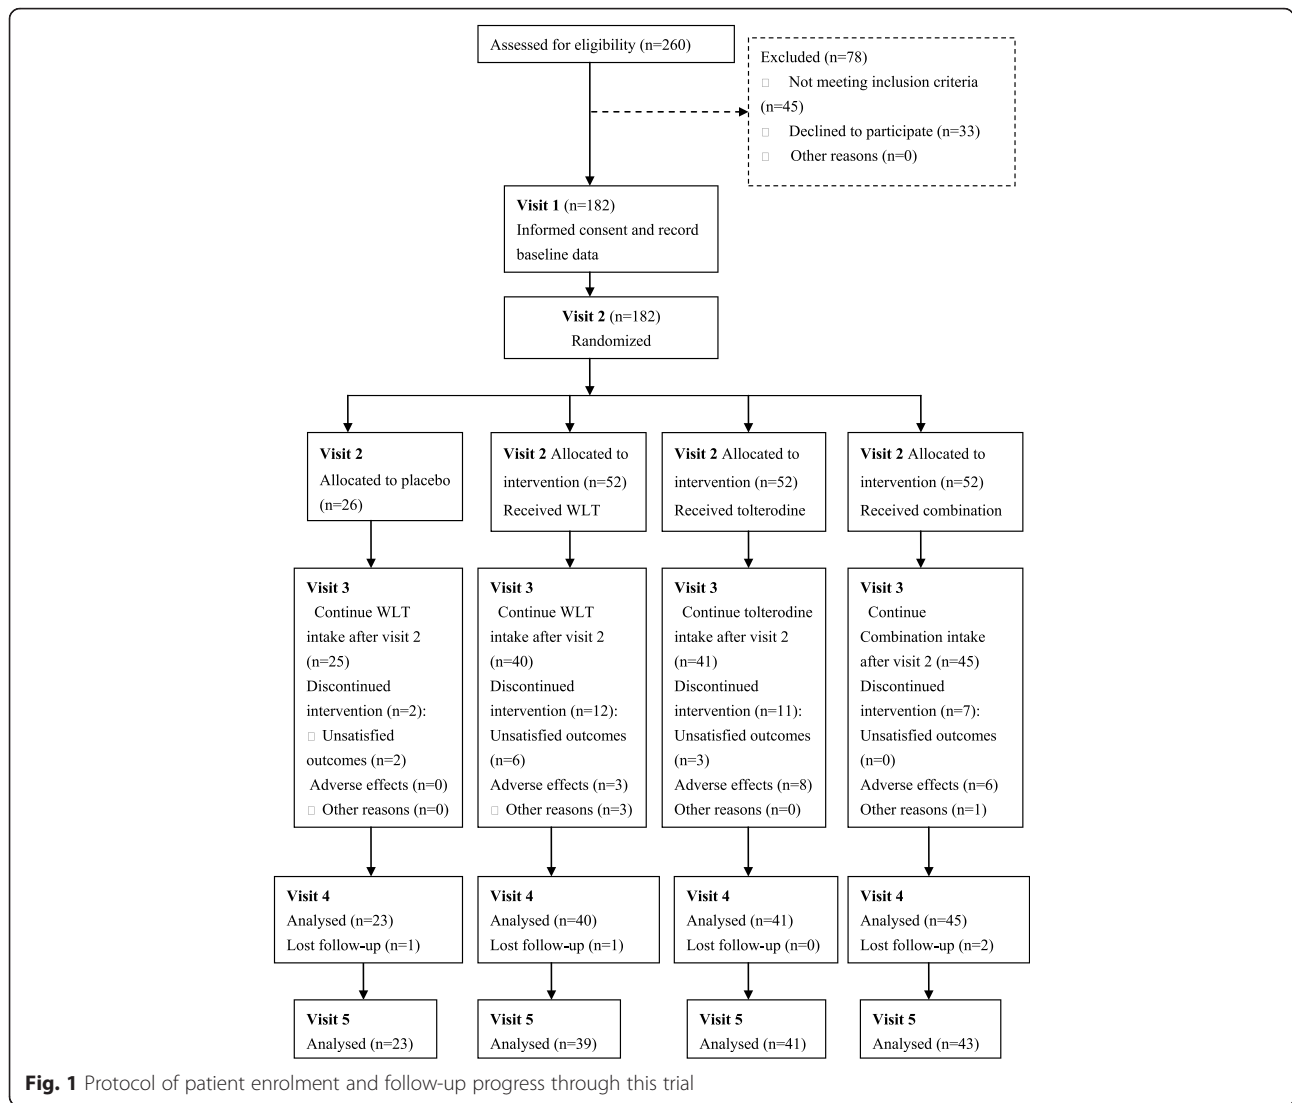 Assessed for eligibility (n=260)
Excluded (n=78)
Not meeting inclusion criteria
(n=45)
Declined to participate (n=33)
Other reasons (n=0)
Visit 1 (n=182)
Informed consent and record
baseline data
Visit 2 (n=182)
Randomized
Visit 2
Allocated to placebo
(n=26)
Visit 2 Allocated to
intervention (n=52)
Received WLT
Visit 2 Allocated to
intervention (n=52)
Received tolterodine
Visit 2 Allocated to
intervention (n=52)
Received combination
Visit 3
Continue WLT
intake after visit 2
(n=25)
Discontinued
intervention (n=2):
Unsatisfied
outcomes (n=2)
Adverse effects (n=0)
Other reasons (n=0)
Visit 3
Continue WLT
intake after visit 2
(n=40)
Discontinued
intervention (n=12):
Unsatisfied outcomes
(n=6)
Adverse effects (n=3)
Other reasons (n=3)
Visit 3
Continue tolterodine
intake after visit 2
(n=41)
Discontinued
intervention (n=11):
Unsatisfied outcomes
(n=3)
Adverse effects (n=8)
Other reasons (n=0)
Visit 3
Continue
Combination intake
after visit 2 (n=45)
Discontinued
intervention (n=7):
Unsatisfied outcomes
(n=0)
Adverse effects (n=6)
Other reasons (n=1)
Visit 4
Analysed (n=23)
Lost follow-up (n=1)
Visit 4
Analysed (n=40)
Lost follow-up (n=1)
Visit 4
Analysed (n=41)
Lost follow-up (n=0)
Visit 4
Analysed (n=45)
Lost follow-up (n=2)
Visit 5
Analysed (n=23)
Visit 5
Analysed (n=39)
Visit 5
Analysed (n=41)
Visit 5
Analysed (n=43)
Fig. 1 Protocol of patient enrolment and follow-up progress through this trial